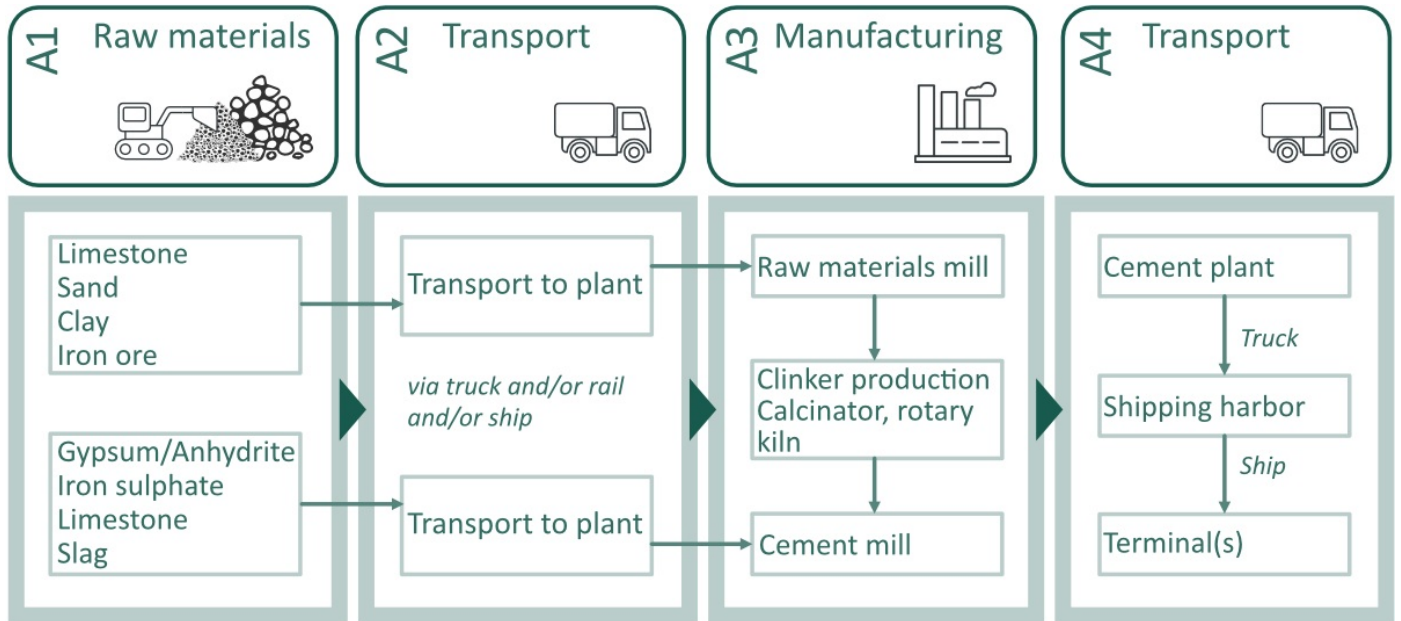 A1
Raw materials
A2
Transport
A3
Manufacturing
A4
Transport
Limestone
Sand
Clay
Iron ore
Gypsum/Anhydrite
Iron sulphate
Limestone
Slag
Transport to plant
via truck and/or rail
and/or ship
Transport to plant
Raw materials mill
Clinker production
Calcinator, rotary
kiln
Cement mill
Cement plant
Truck
Shipping harbor
Ship
Terminal(s)